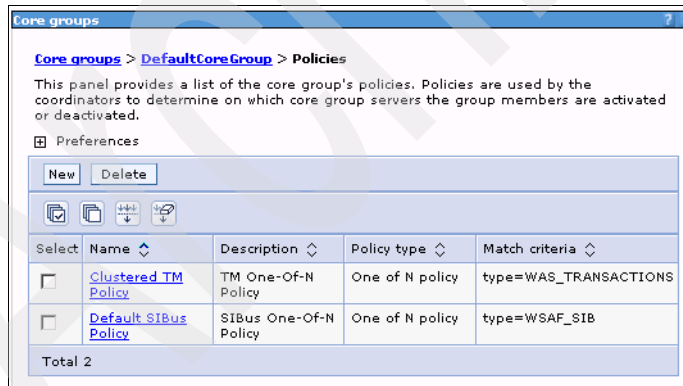 Core groups ?
Core groups > DefaultCoreGroup > Policies
This panel provides a list of the core group's policies. Policies are used by the
coordinators to determine on which core group servers the group members are activated
or deactivated.
Preferences
New Delete
Select Name Description Policy type Match criteria
Clustered TM TM One-Of-N One of N policy type=WAS_TRANSACTIONS
Policy Policy
Default SIBus SIBus One-Of-N One of N policy type=WSAF_SIB
Policy Policy
Total 2